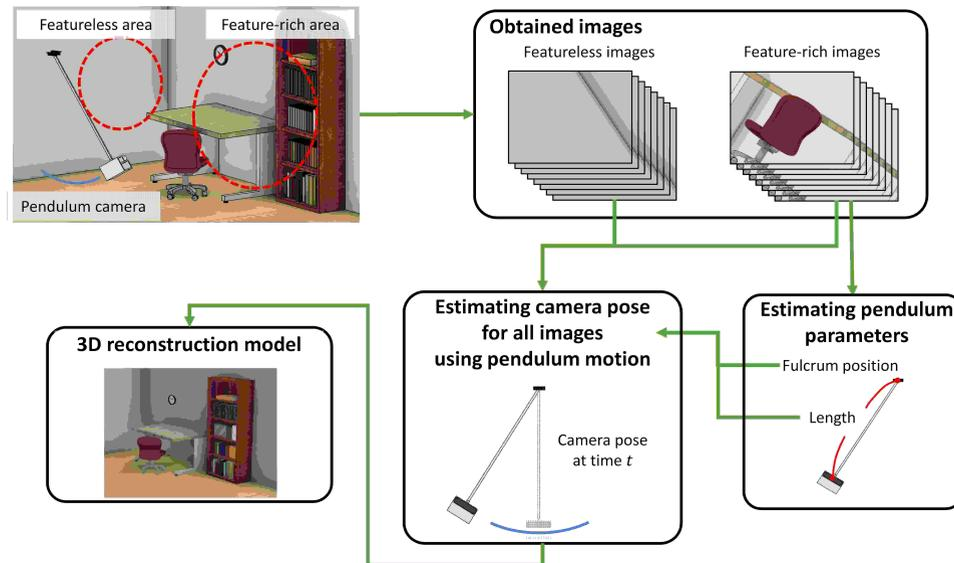 Featureless area
Feature-rich area
Pendulum camera
Obtained images
Featureless images
Feature-rich images
Estimating camera pose
for all images
using pendulum motion
Camera pose
at time t
Estimating pendulum
parameters
Fulcrum position
Length
3D reconstruction model